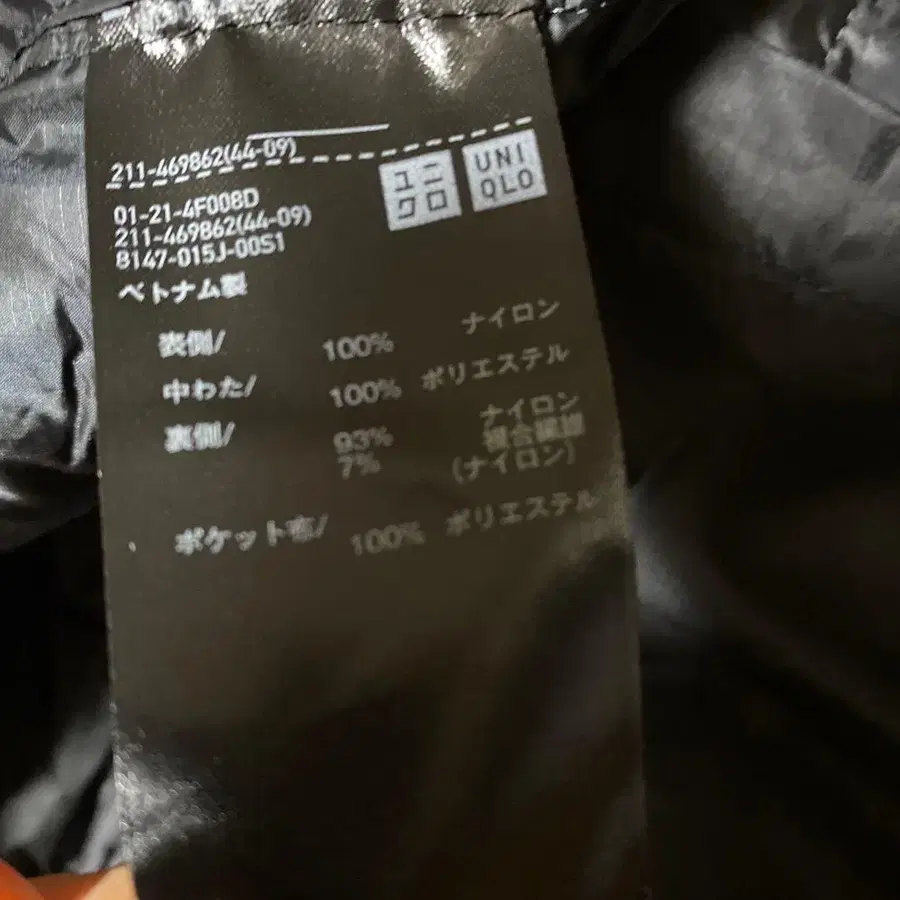 211-469862(44-09)
ユニ
クロ
UNI
QLO
01-21-4F008D
211-469862(44-09)
8147-015J-00S1
ベトナム製
表側/ 100% ナイロン
中わた/ 100% ポリエステル
裏側/ 93% ナイロン
7% 複合繊維
(ナイロン)
ポケット布/ 100% ポリエステル